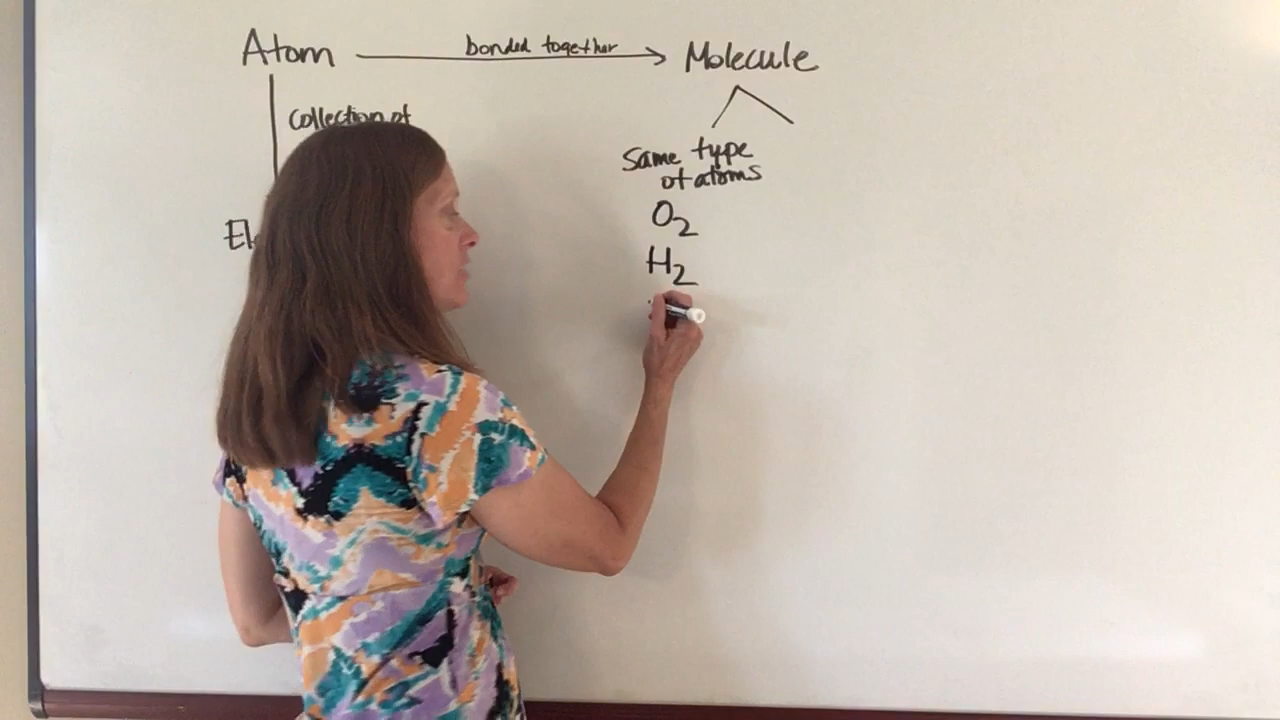 Atom
bonded together
Molecule
collection of
Same type
of atoms
O2
H2